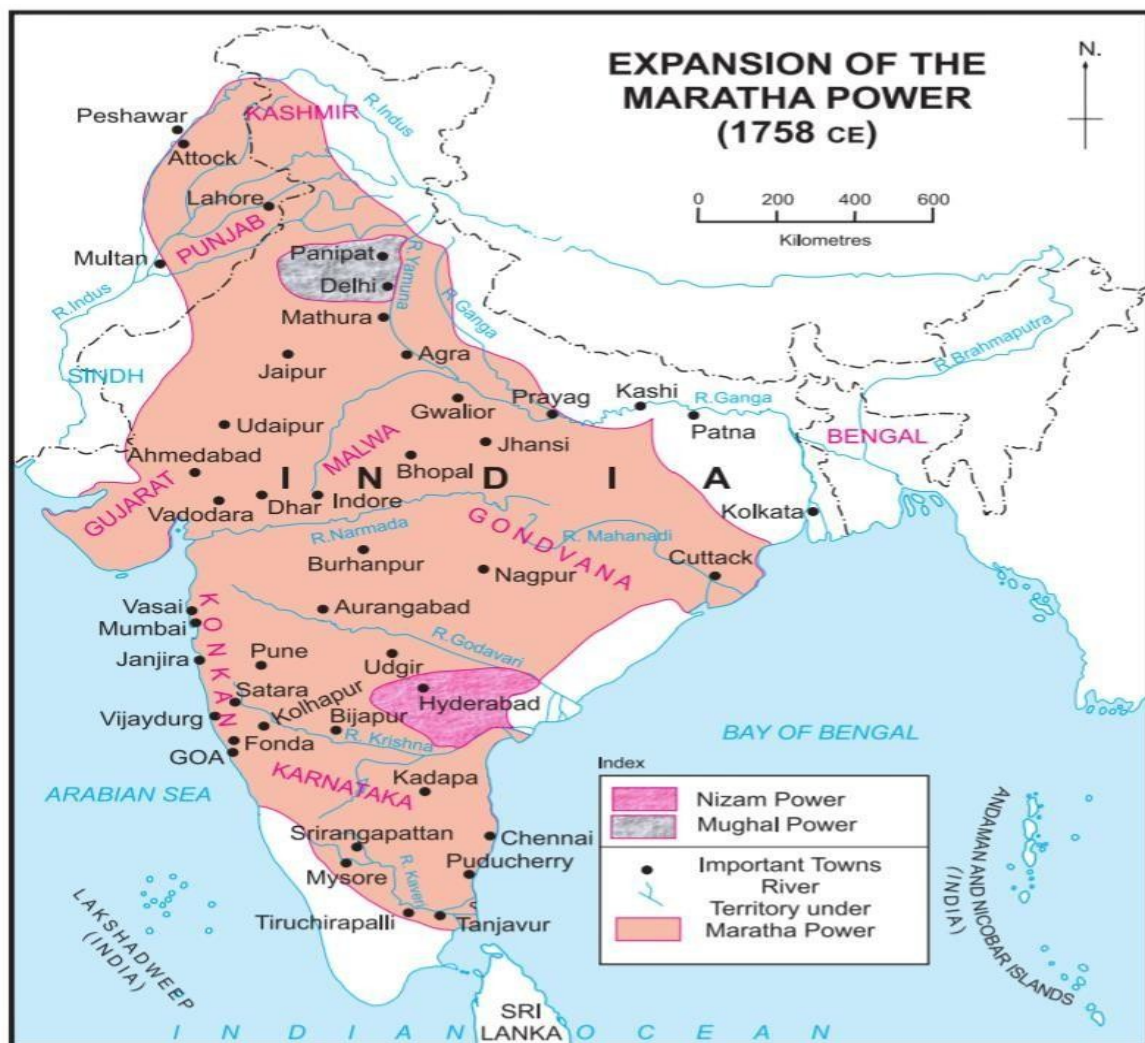 EXPANSION OF THE
MARATHA POWER
(1758 CE)
N.
0 200 400 600
Kilometres
Peshawar
KASHMIR
R.Indus
Attock
Lahore
PUNJAB
Multan
R.Indus
Panipat
Delhi
R.Yamuna
R.Ganga
Mathura
SINDH
Jaipur
Agra
R.Brahmaputra
Gwalior
Prayag
Kashi
R.Ganga
Patna
BENGAL
Udaipur
MALWA
Jhansi
Ahmedabad
Bhopal
INDIA
GUJARAT
Vadodara
Dhar
Indore
Kolkata
R.Narmada
GONDVANA
R. Mahanadi
Burhanpur
Nagpur
Cuttack
Vasai
Mumbai
KONKAN
Aurangabad
Janjira
Pune
Udgir
R.Godavari
Satara
Hyderabad
Vijaydurg
Kolhapur
Bijapur
R. Krishna
Fonda
GOA
BAY OF BENGAL
ARABIAN SEA
KARNATAKA
Kadapa
Srirangapattan
Chennai
Mysore
R. Kaveri
Puducherry
Tiruchirapalli
Tanjavur
LAKSHADWEEP
(INDIA)
Index
Nizam Power
Mughal Power
Important Towns
River
Territory under
Maratha Power
ANDAMAN AND NICOBAR ISLANDS
(INDIA)
SRI
LANKA
INDIAN OCEAN